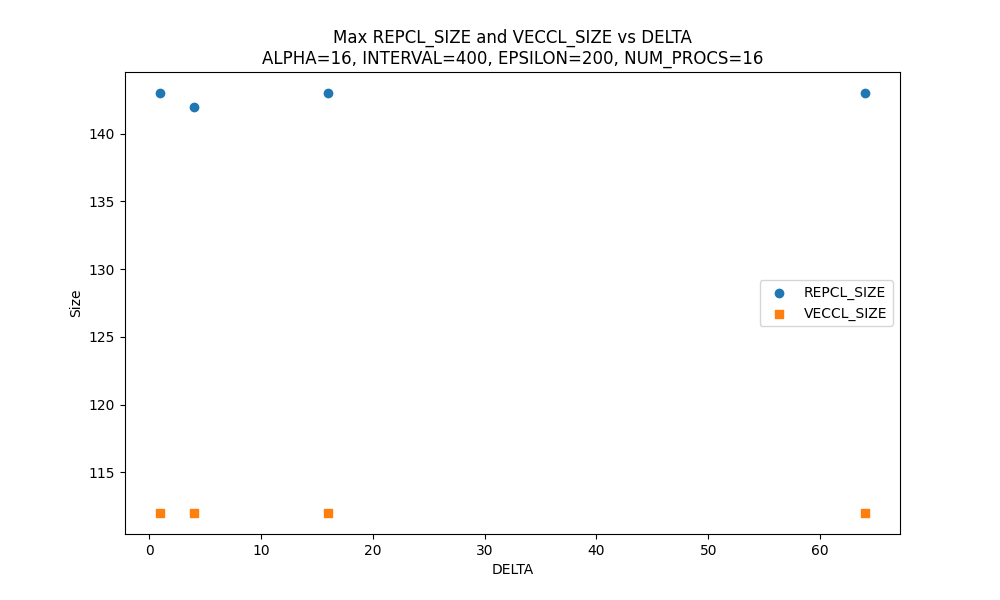 Max REPCL_SIZE and VECCL_SIZE vs DELTA
ALPHA=16, INTERVAL=400, EPSILON=200, NUM_PROCS=16
140
135
130
125
120
115
Size
REPCL_SIZE
VECCL_SIZE
0 10 20 30 40 50 60
DELTA